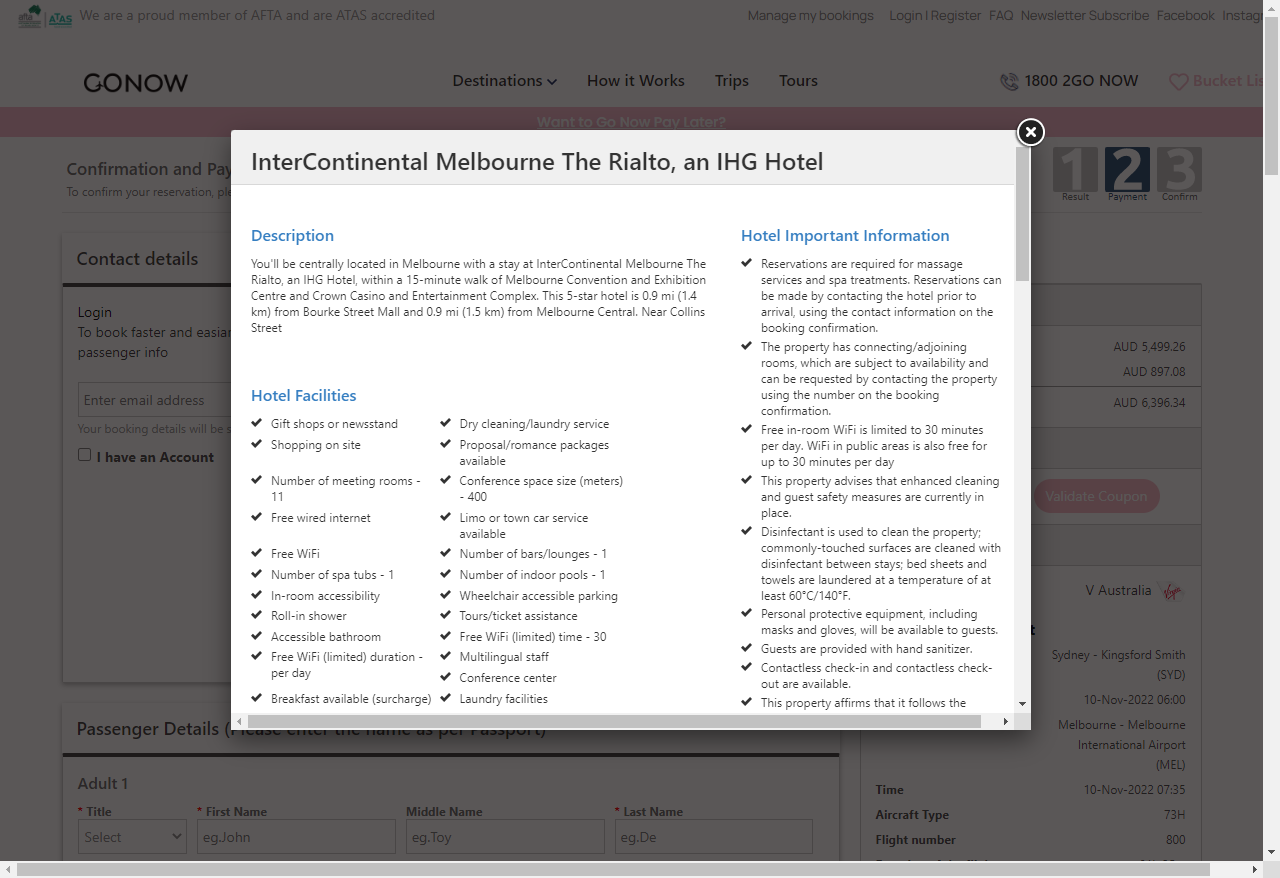 We are a proud member of AFTA and are ATAS accredited
Manage my bookings
Login | Register
FAQ
Newsletter Subscribe
Facebook
Instag
GONOW
Destinations
How it Works
Trips
Tours
1800 2GO NOW
Bucket Lis
Want to Go Now Pay Later?
Confirmation and Pay
To confirm your reservation, ple
1
2
3
Result
Payment
Confirm
InterContinental Melbourne The Rialto, an IHG Hotel
Description
You'll be centrally located in Melbourne with a stay at InterContinental Melbourne The
Rialto, an IHG Hotel, within a 15-minute walk of Melbourne Convention and Exhibition
Centre and Crown Casino and Entertainment Complex. This 5-star hotel is 0.9 mi (1.4
km) from Bourke Street Mall and 0.9 mi (1.5 km) from Melbourne Central. Near Collins
Street
Hotel Facilities
Gift shops or newsstand
Dry cleaning/laundry service
Shopping on site
Proposal/romance packages
available
Number of meeting rooms -
11
Conference space size (meters)
- 400
Free wired internet
Limo or town car service
available
Free WiFi
Number of bars/lounges - 1
Number of spa tubs - 1
Number of indoor pools - 1
In-room accessibility
Wheelchair accessible parking
Roll-in shower
Tours/ticket assistance
Accessible bathroom
Free WiFi (limited) time - 30
Free WiFi (limited) duration -
per day
Multilingual staff
Conference center
Breakfast available (surcharge)
Laundry facilities
Hotel Important Information
Reservations are required for massage
services and spa treatments. Reservations can
be made by contacting the hotel prior to
arrival, using the contact information on the
booking confirmation.
The property has connecting/adjoining
rooms, which are subject to availability and
can be requested by contacting the property
using the number on the booking
confirmation.
Free in-room WiFi is limited to 30 minutes
per day. WiFi in public areas is also free for
up to 30 minutes per day
This property advises that enhanced cleaning
and guest safety measures are currently in
place.
Disinfectant is used to clean the property;
commonly-touched surfaces are cleaned with
disinfectant between stays; bed sheets and
towels are laundered at a temperature of at
least 60°C/140°F.
Personal protective equipment, including
masks and gloves, will be available to guests.
Guests are provided with hand sanitizer.
Contactless check-in and contactless check-
out are available.
This property affirms that it follows the
Contact details
Login
To book faster and easiar
passenger info
Enter email address
Your booking details will be s
I have an Account
AUD 5,499.26
AUD 897.08
AUD 6,396.34
Validate Coupon
V Australia
t
Sydney - Kingsford Smith
(SYD)
10-Nov-2022 06:00
Melbourne - Melbourne
International Airport
(MEL)
Time
10-Nov-2022 07:35
Aircraft Type
73H
Flight number
800
Passenger Details (Please enter the name as per Passport)
Adult 1
* Title
* First Name
Middle Name
* Last Name
Select
eg.John
eg.Toy
eg.De